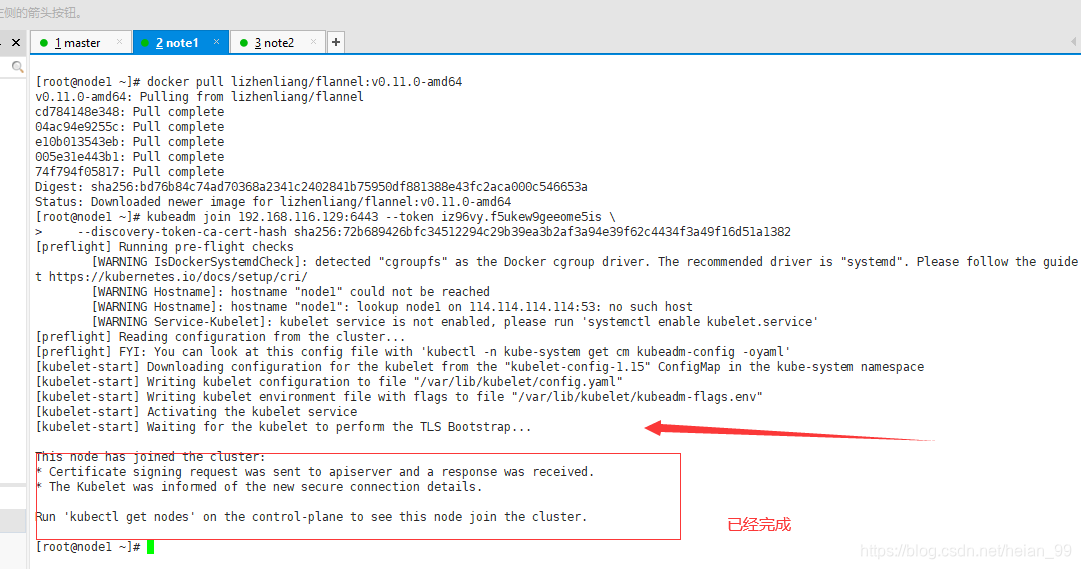 左侧的箭头按钮。
1 master × 2 note1 × 3 note2 × +
[root@node1 ~]# docker pull lizhenliang/flannel:v0.11.0-amd64
v0.11.0-amd64: Pulling from lizhenliang/flannel
cd784148e348: Pull complete
04ac94e9255c: Pull complete
e10b013543eb: Pull complete
005e31e443b1: Pull complete
74f794f05817: Pull complete
Digest: sha256:bd76b84c74ad70368a2341c2402841b75950df881388e43fc2aca000c546653a
Status: Downloaded newer image for lizhenliang/flannel:v0.11.0-amd64
[root@node1 ~]# kubeadm join 192.168.116.129:6443 --token iz96vy.f5ukew9geeome5is \
>     --discovery-token-ca-cert-hash sha256:72b689426bfc34512294c29b39ea3b2af3a94e39f62c4434f3a49f16d51a1382
[preflight] Running pre-flight checks
[WARNING IsDockerSystemdCheck]: detected "cgroupfs" as the Docker cgroup driver. The recommended driver is "systemd". Please follow the guide
t https://kubernetes.io/docs/setup/cri/
[WARNING Hostname]: hostname "node1" could not be reached
[WARNING Hostname]: hostname "node1": lookup node1 on 114.114.114.114:53: no such host
[WARNING Service-Kubelet]: kubelet service is not enabled, please run 'systemctl enable kubelet.service'
[preflight] Reading configuration from the cluster...
[preflight] FYI: You can look at this config file with 'kubectl -n kube-system get cm kubeadm-config -oyaml'
[kubelet-start] Downloading configuration for the kubelet from the "kubelet-config-1.15" ConfigMap in the kube-system namespace
[kubelet-start] Writing kubelet configuration to file "/var/lib/kubelet/config.yaml"
[kubelet-start] Writing kubelet environment file with flags to file "/var/lib/kubelet/kubeadm-flags.env"
[kubelet-start] Activating the kubelet service
[kubelet-start] Waiting for the kubelet to perform the TLS Bootstrap...
This node has joined the cluster:
* Certificate signing request was sent to apiserver and a response was received.
* The Kubelet was informed of the new secure connection details.
Run 'kubectl get nodes' on the control-plane to see this node join the cluster.
已经完成
[root@node1 ~]#
https://blog.csdn.net/heian_99